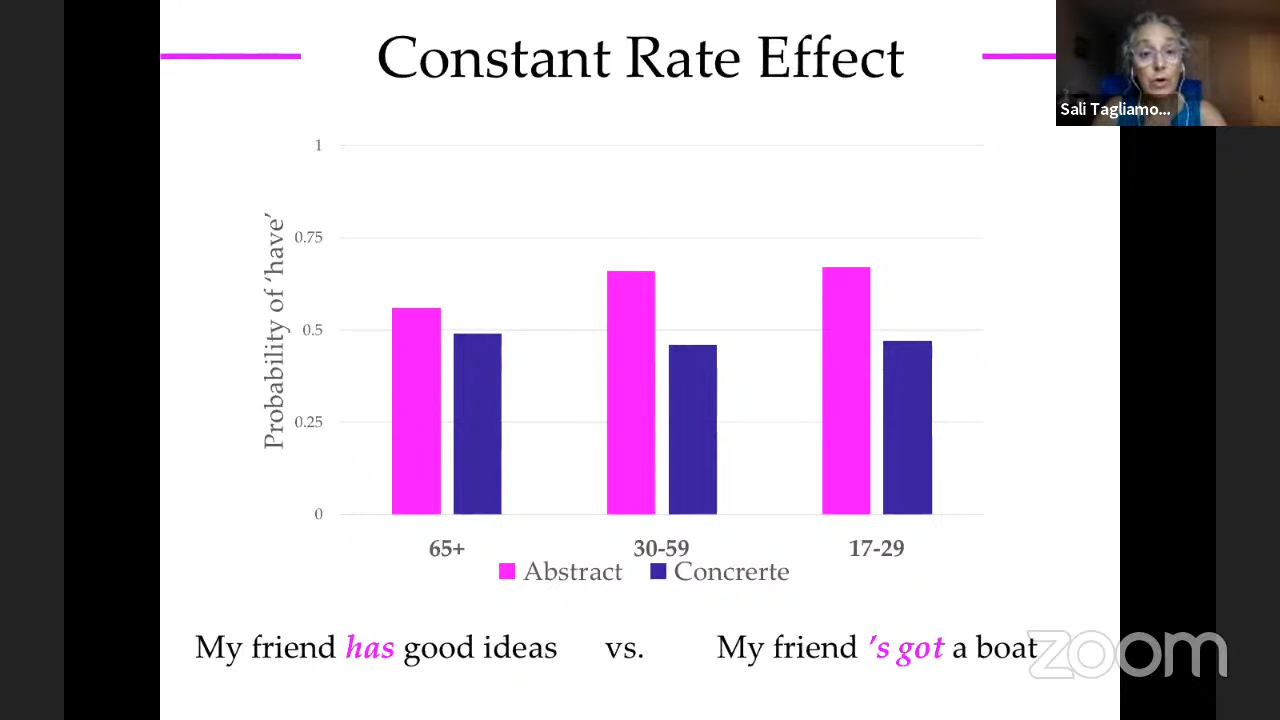 Constant Rate Effect
Sali Tagliamo...
Probability of 'have'
1
0.75
0.5
0.25
0
65+ 30-59 17-29
Abstract Concrerte
My friend has good ideas vs. My friend 's got a boat
zoom